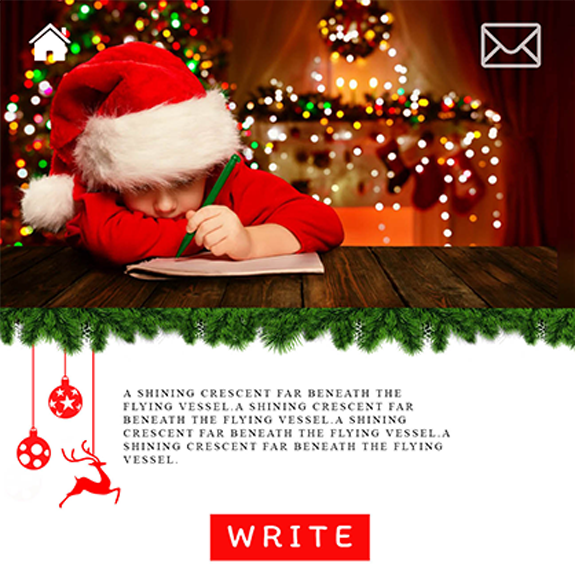 A SHINING CRESCENT FAR BENEATH THE
FLYING VESSEL.A SHINING CRESCENT FAR
BENEATH THE FLYING VESSEL.A SHINING
CRESCENT FAR BENEATH THE FLYING VESSEL.A
SHINING CRESCENT FAR BENEATH THE FLYING
VESSEL.
WRITE